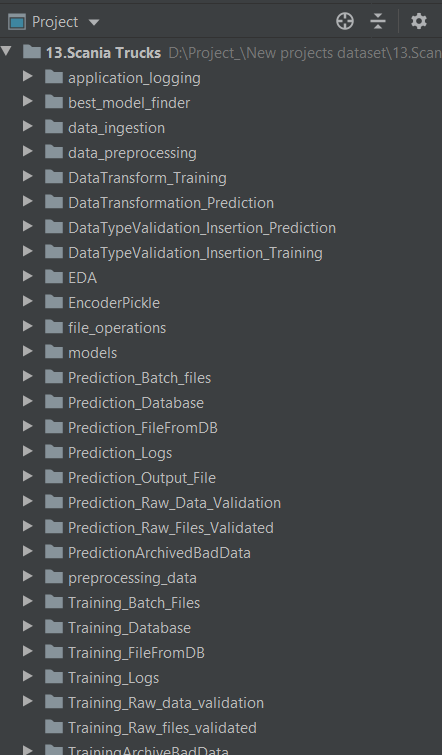 Project
13.Scania Trucks D:\Project_\New projects dataset\13.Scan
application_logging
best_model_finder
data_ingestion
data_preprocessing
DataTransform_Training
DataTransformation_Prediction
DataTypeValidation_Insertion_Prediction
DataTypeValidation_Insertion_Training
EDA
EncoderPickle
file_operations
models
Prediction_Batch_files
Prediction_Database
Prediction_FileFromDB
Prediction_Logs
Prediction_Output_File
Prediction_Raw_Data_Validation
Prediction_Raw_Files_Validated
PredictionArchivedBadData
preprocessing_data
Training_Batch_Files
Training_Database
Training_FileFromDB
Training_Logs
Training_Raw_data_validation
Training_Raw_files_validated
TrainingArchiveBadData